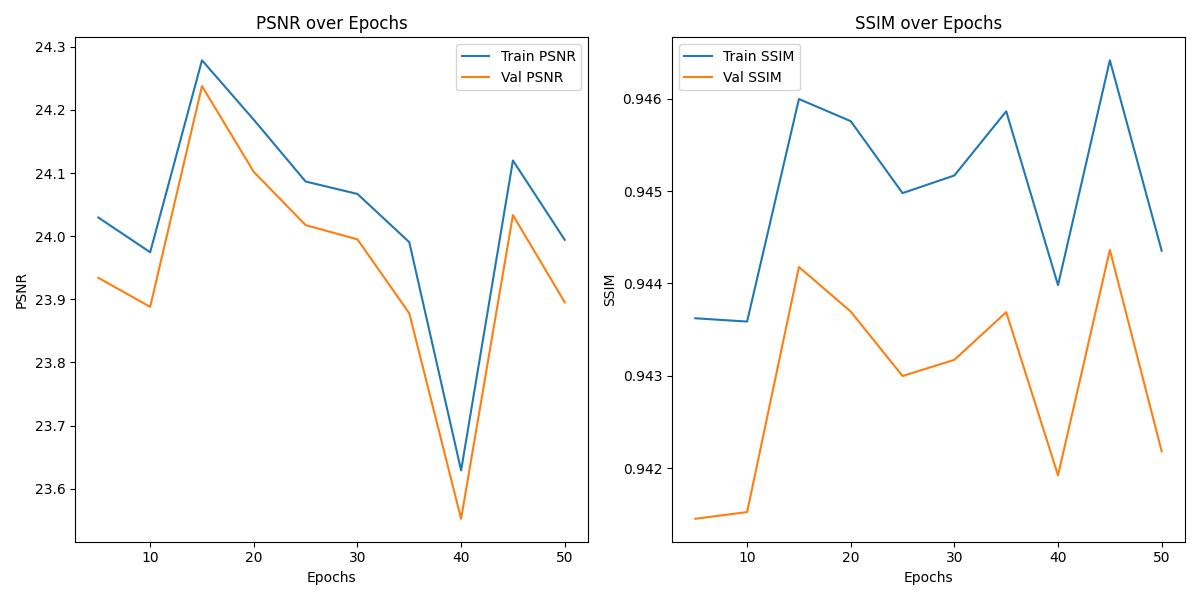 PSNR over Epochs
24.3
24.2
24.1
24.0
23.9
23.8
23.7
23.6
PSNR
Train PSNR
Val PSNR
10
20
30
40
50
Epochs
SSIM over Epochs
0.946
0.945
0.944
0.943
0.942
SSIM
Train SSIM
Val SSIM
10
20
30
40
50
Epochs